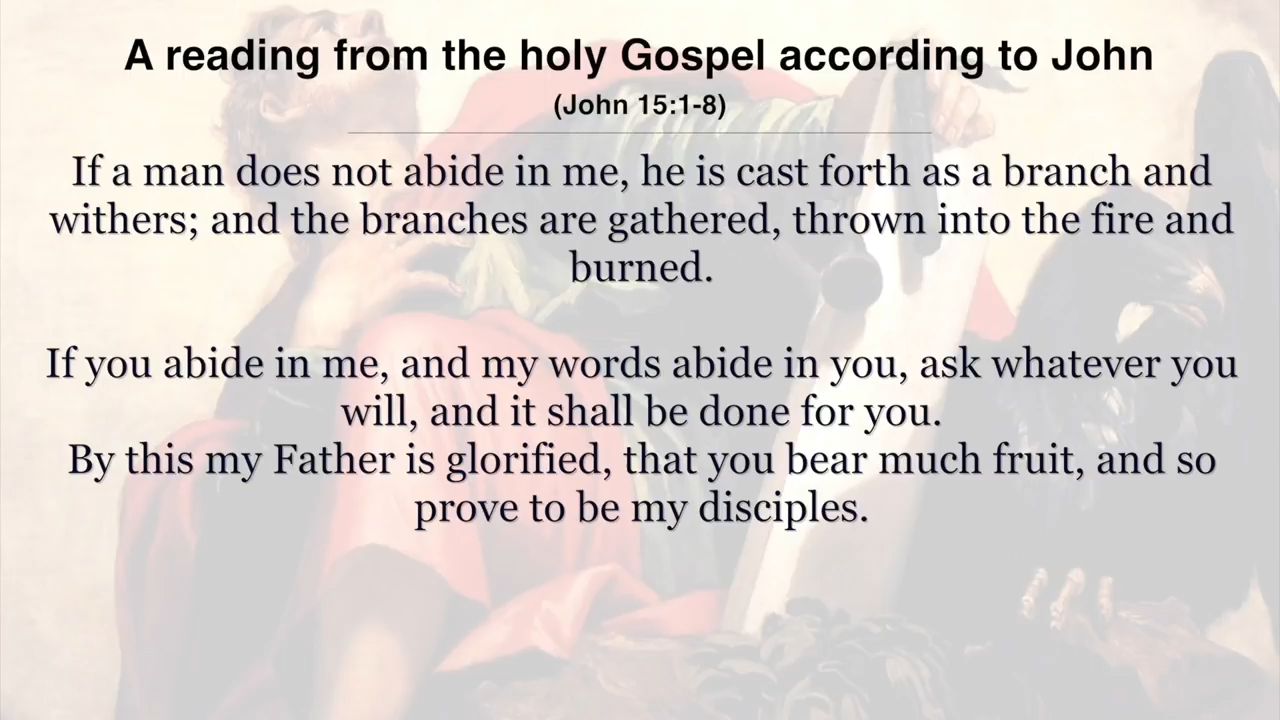 A reading from the holy Gospel according to John
(John 15:1-8)
If a man does not abide in me, he is cast forth as a branch and
withers; and the branches are gathered, thrown into the fire and
burned.
If you abide in me, and my words abide in you, ask whatever you
will, and it shall be done for you.
By this my Father is glorified, that you bear much fruit, and so
prove to be my disciples.